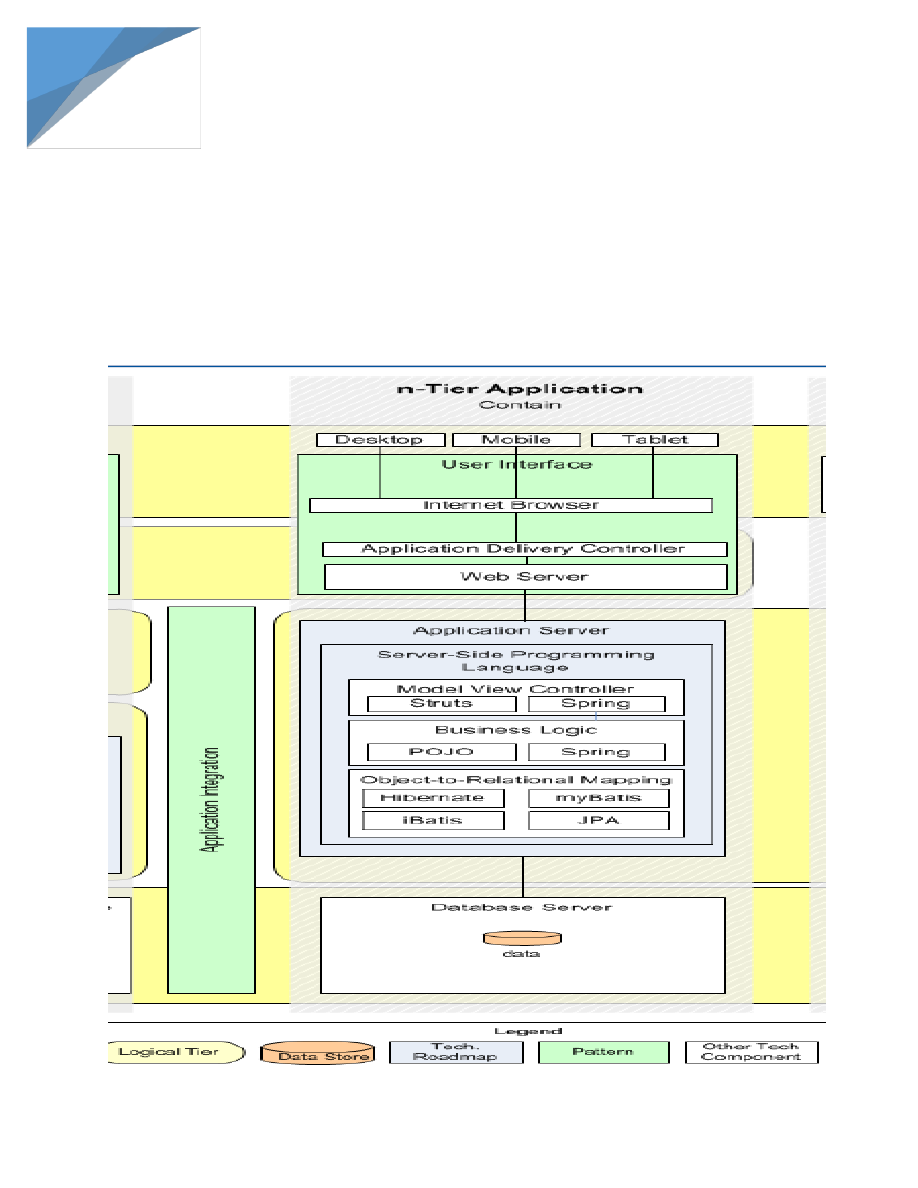 n-Tier Application
Contain
Desktop
Mobile
Tablet
User Interface
Internet Browser
Application Delivery Controller
Web Server
Application Server
Server-Side Programming
Language
Model View Controller
Struts
Spring
Business Logic
POJO
Spring
Object-to-Relational Mapping
Hibernate
myBatis
iBatis
JPA
Application Integration
Database Server
data
Legend
Logical Tier
Data Store
Tech.
Roadmap
Pattern
Other Tech
Component